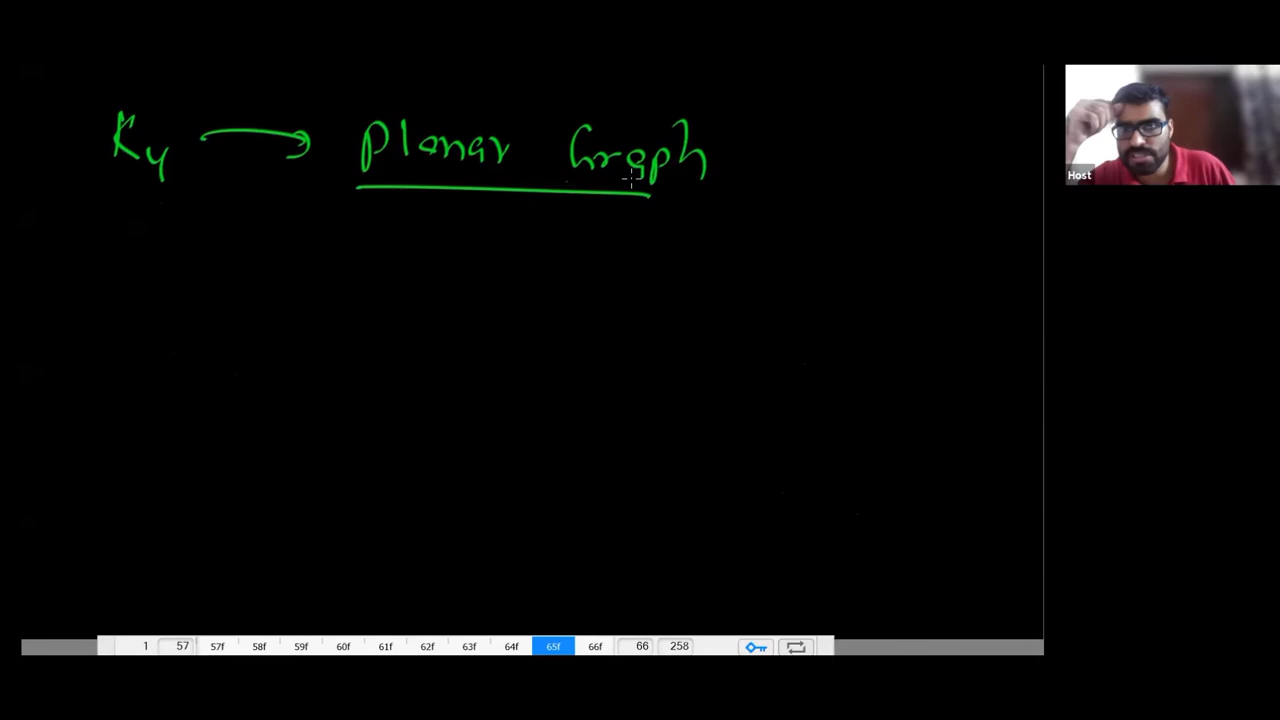 K4 → Planar Graph
Host
1 57 57f 58f 59f 60f 61f 62f 63f 64f 65f 66f 66 258